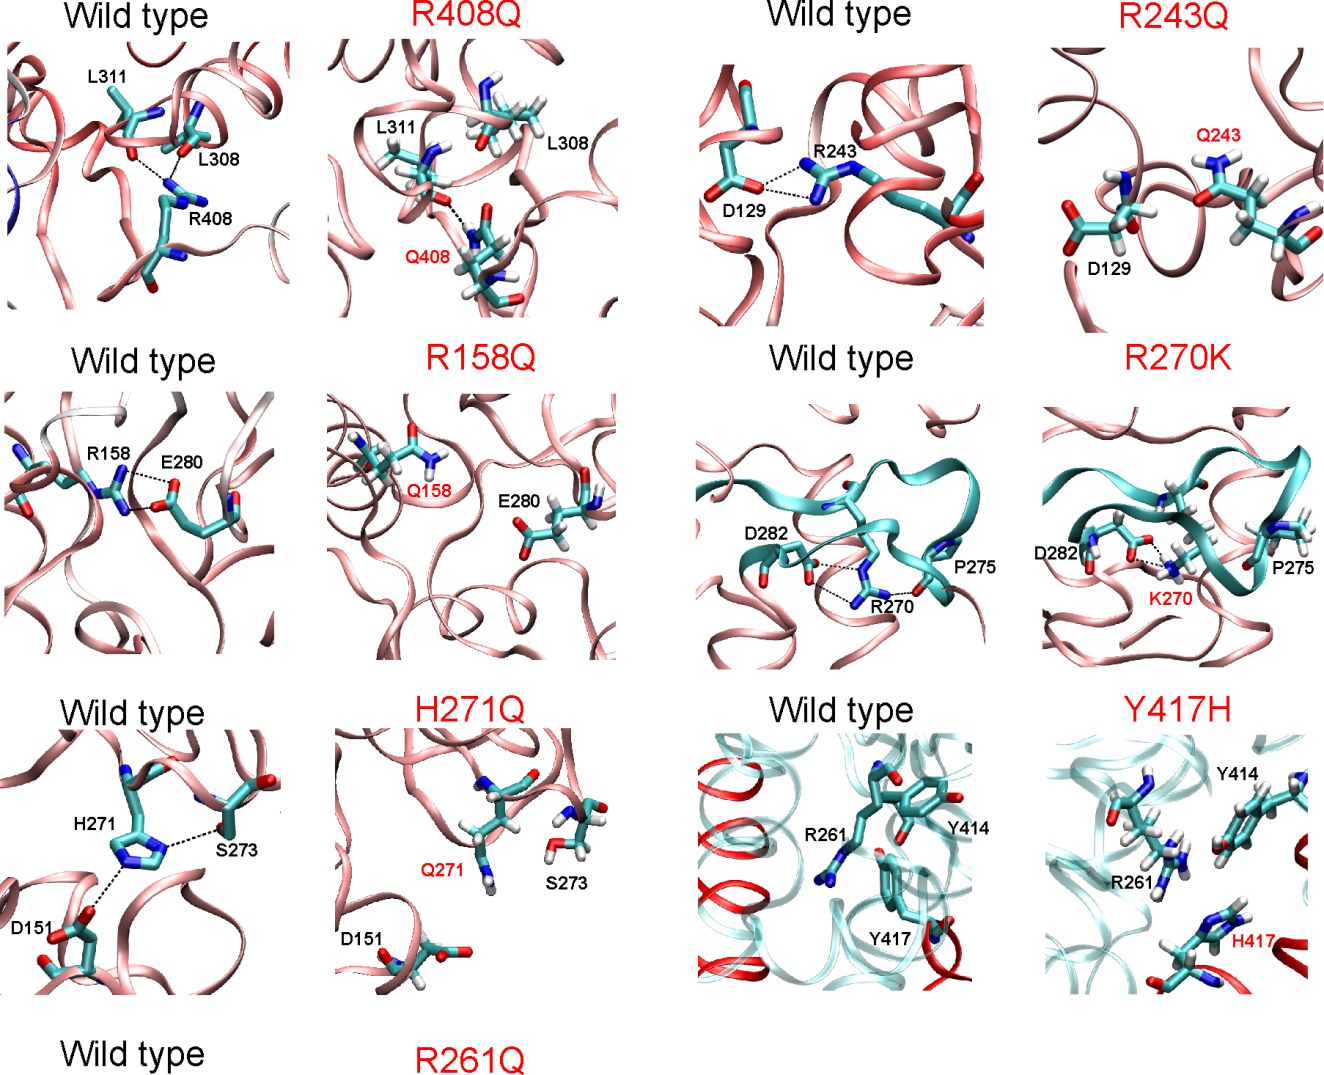 Wild type
R408Q
Wild type
R243Q
L311
L308
R408
L311
L308
Q408
R243
D129
Q243
D129
Wild type
R158Q
Wild type
R270K
R158
E280
Q158
E280
D282
P275
R270
D282
P275
K270
Wild type
H271Q
Wild type
Y417H
H271
S273
D151
Q271
S273
D151
R261
Y414
Y417
Y414
R261
H417
Wild type
R261Q